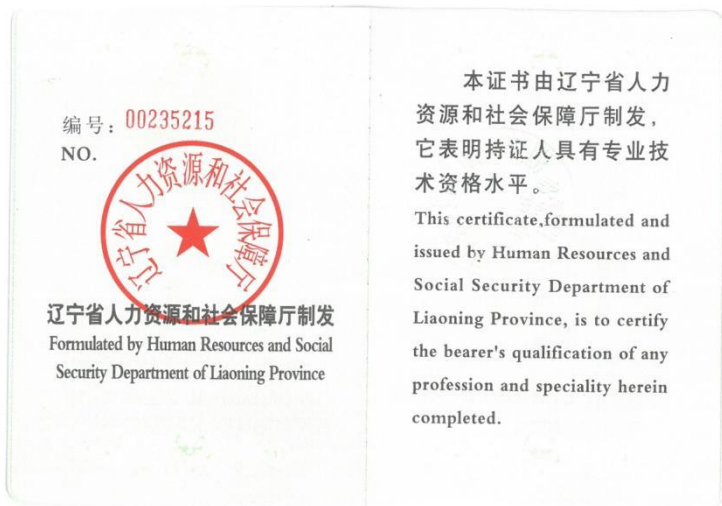 编号：00235215
NO.
辽宁省人力资源和社会保障厅
辽宁省人力资源和社会保障厅制发
Formulated by Human Resources and Social
Security Department of Liaoning Province
本证书由辽宁省人力
资源和社会保障厅制发，
它表明持证人具有专业技
术资格水平。
This certificate,formulated and
issued by Human Resources and
Social Security Department of
Liaoning Province, is to certify
the bearer's qualification of any
profession and speciality herein
completed.